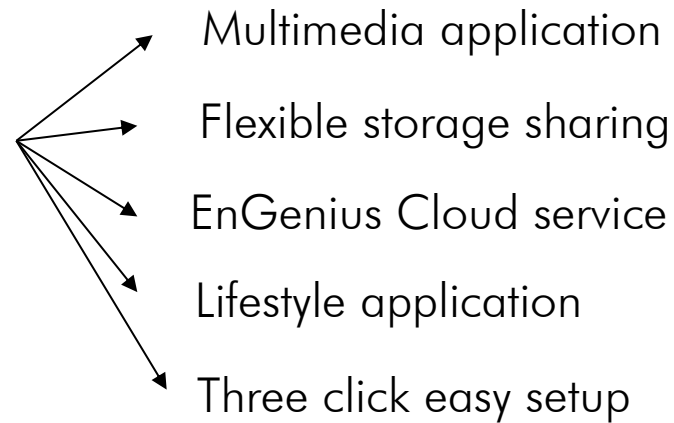 Multimedia application
Flexible storage sharing
EnGenius Cloud service
Lifestyle application
Three click easy setup